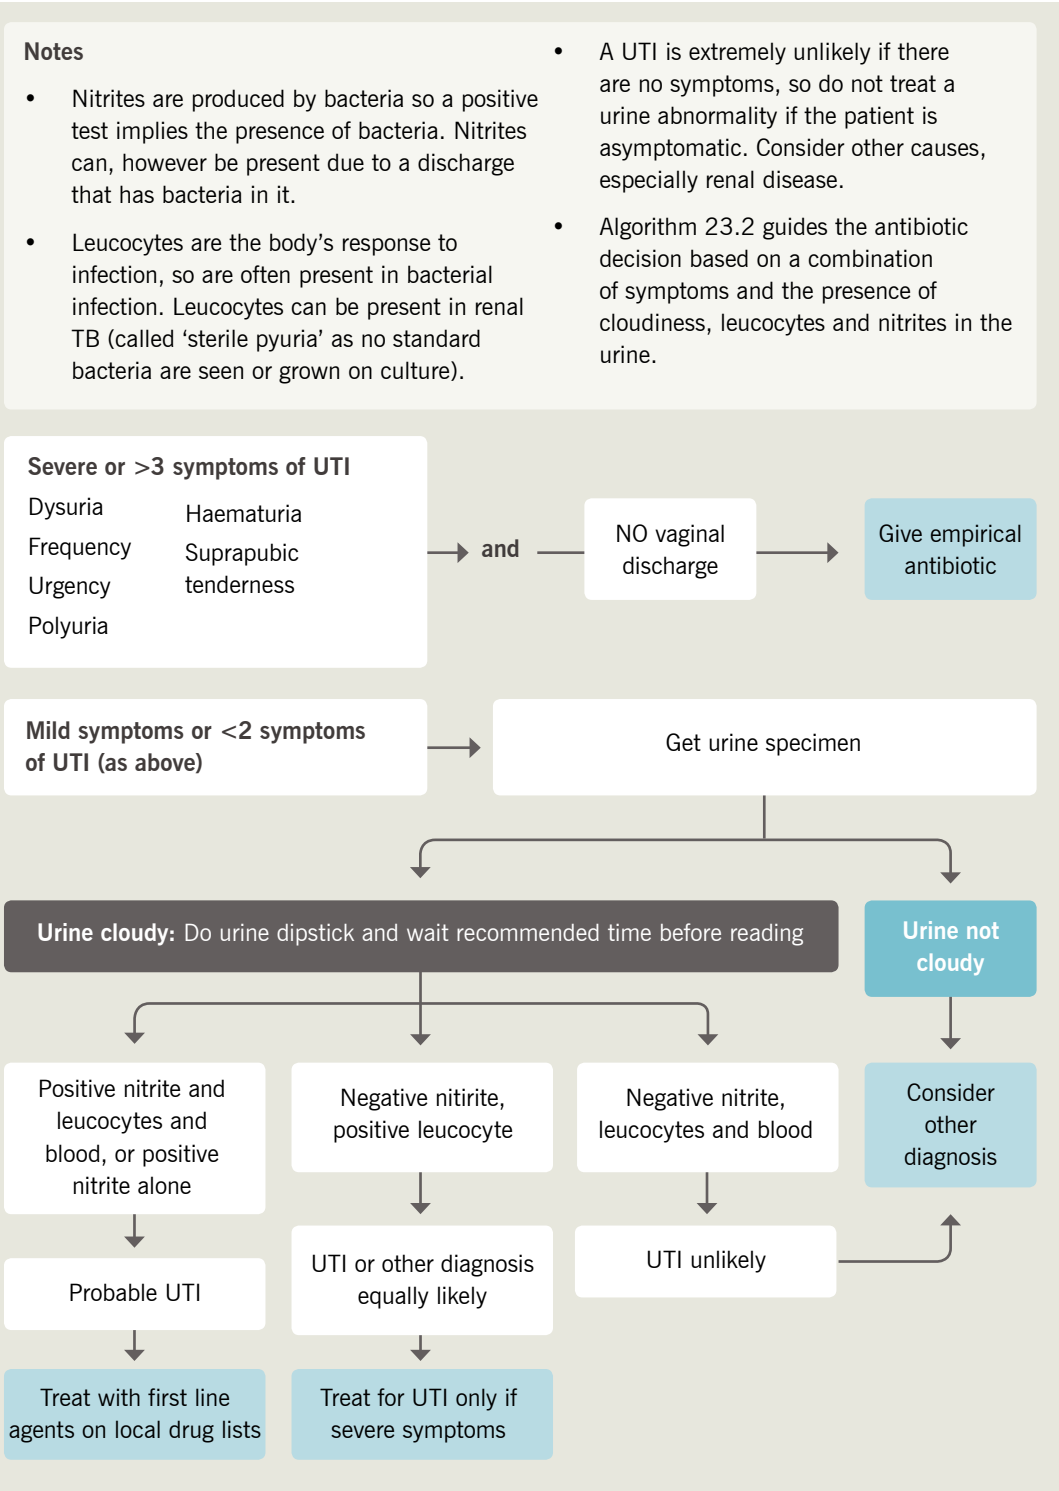 Notes
• Nitrites are produced by bacteria so a positive
test implies the presence of bacteria. Nitrites
can, however be present due to a discharge
that has bacteria in it.
• Leucocytes are the body’s response to
infection, so are often present in bacterial
infection. Leucocytes can be present in renal
TB (called ‘sterile pyuria’ as no standard
bacteria are seen or grown on culture).
• A UTI is extremely unlikely if there
are no symptoms, so do not treat a
urine abnormality if the patient is
asymptomatic. Consider other causes,
especially renal disease.
• Algorithm 23.2 guides the antibiotic
decision based on a combination
of symptoms and the presence of
cloudiness, leucocytes and nitrites in the
urine.
Severe or >3 symptoms of UTI
Dysuria
Frequency
Urgency
Polyuria
Haematuria
Suprapubic
tenderness
and
NO vaginal
discharge
Give empirical
antibiotic
Mild symptoms or <2 symptoms
of UTI (as above)
Get urine specimen
Urine cloudy: Do urine dipstick and wait recommended time before reading
Urine not
cloudy
Positive nitrite and
leucocytes and
blood, or positive
nitrite alone
Negative nitirite,
positive leucocyte
Negative nitrite,
leucocytes and blood
Consider
other
diagnosis
Probable UTI
UTI or other diagnosis
equally likely
UTI unlikely
Treat with first line
agents on local drug lists
Treat for UTI only if
severe symptoms